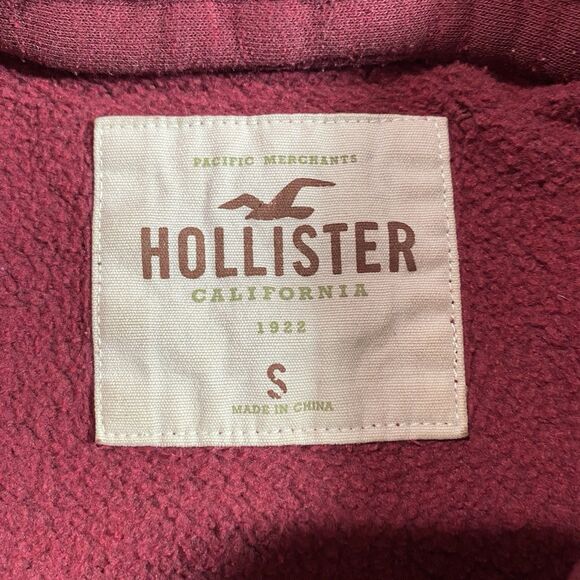 PACIFIC MERCHANTS
HOLLISTER
CALIFORNIA
1922
S
MADE IN CHINA